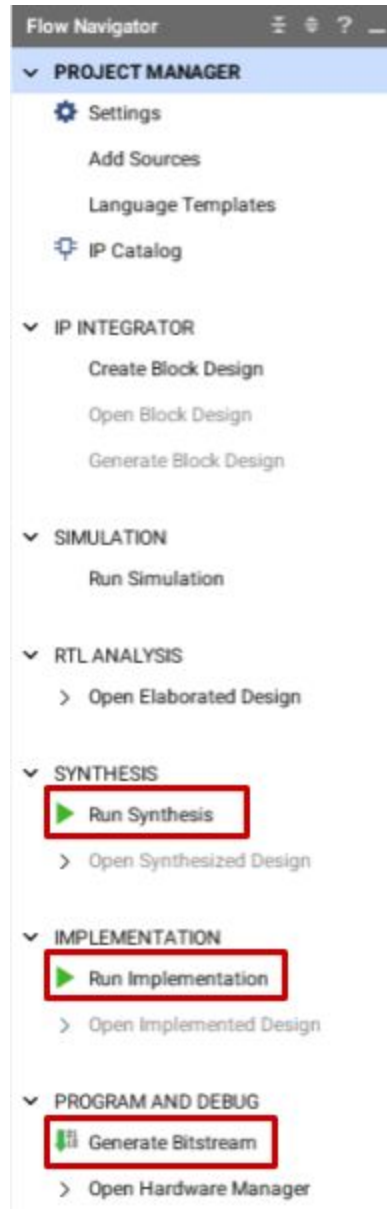 Flow Navigator ?
PROJECT MANAGER
Settings
Add Sources
Language Templates
IP Catalog
IP INTEGRATOR
Create Block Design
Open Block Design
Generate Block Design
SIMULATION
Run Simulation
RTL ANALYSIS
Open Elaborated Design
SYNTHESIS
Run Synthesis
Open Synthesized Design
IMPLEMENTATION
Run Implementation
Open Implemented Design
PROGRAM AND DEBUG
Generate Bitstream
Open Hardware Manager